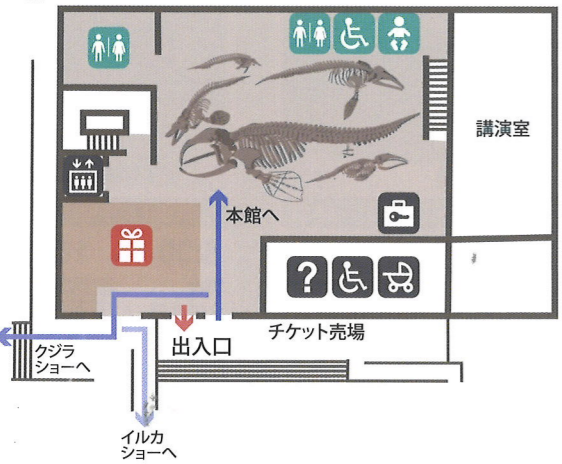 講演室
本館へ
?
チケット売場
出入口
クジラ
ショーへ
イルカ
ショーへ